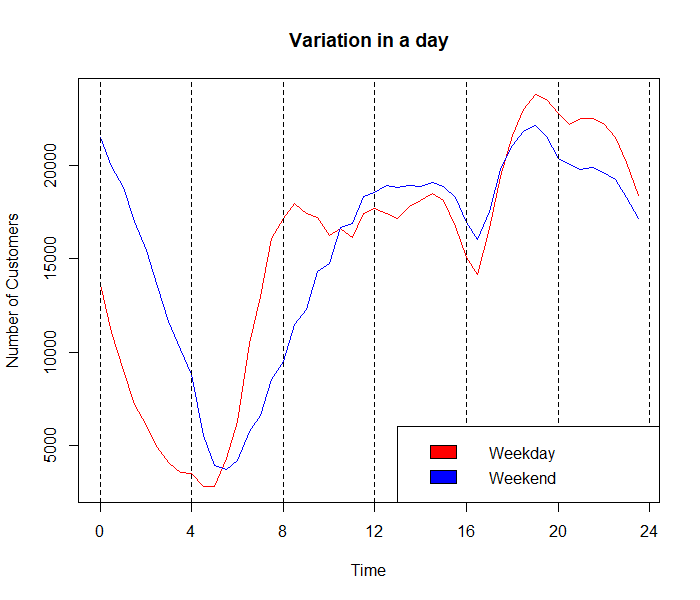 Variation in a day
Number of Customers
20000
15000
10000
5000
Weekday
Weekend
0 4 8 12 16 20 24
Time